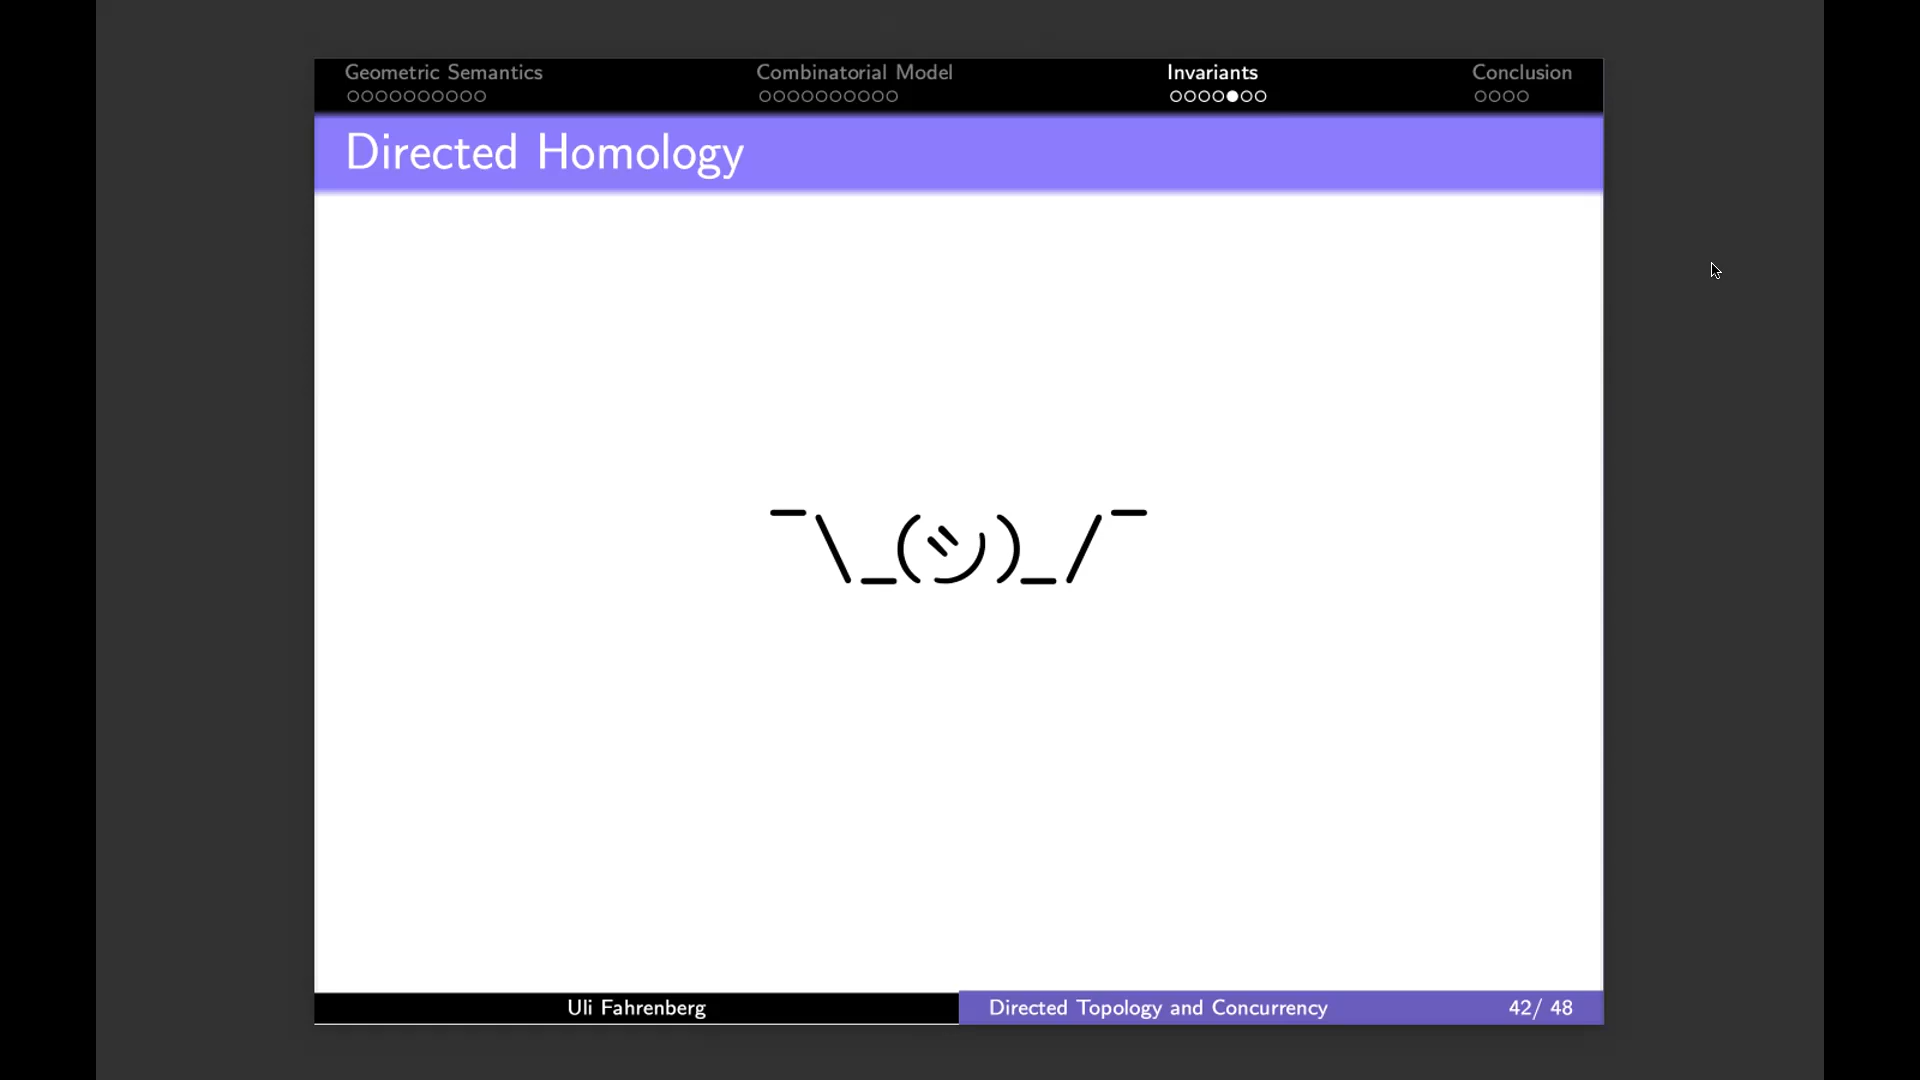 Geometric Semantics Combinatorial Model Invariants Conclusion
Directed Homology
¯\_(ツ)_/¯
Uli Fahrenberg Directed Topology and Concurrency 42/ 48